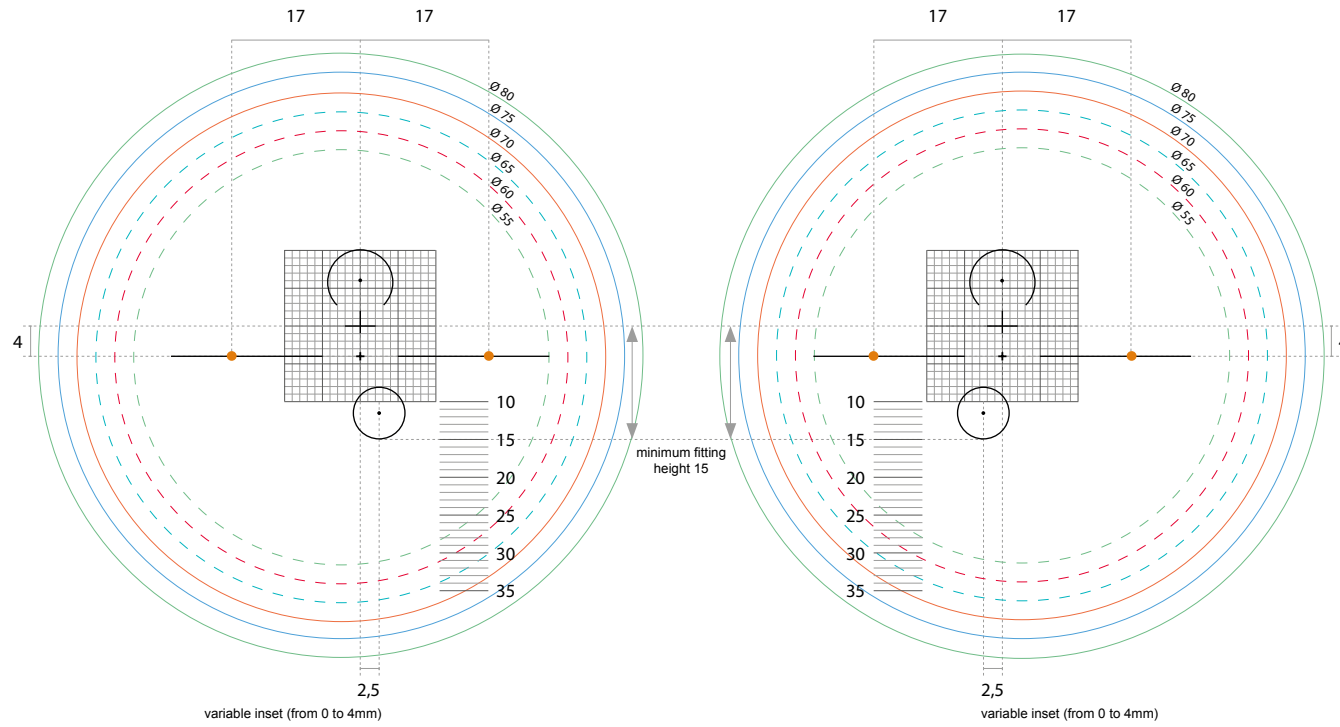 17 17 17 17
Ø 80 Ø 80
Ø 75 Ø 75
Ø 70 Ø 70
Ø 65 Ø 65
Ø 60 Ø 60
Ø 55 Ø 55
4
10 10
15 15
minimum fitting
height 15
20 20
25 25
30 30
35 35
2,5 2,5
variable inset (from 0 to 4mm) variable inset (from 0 to 4mm)